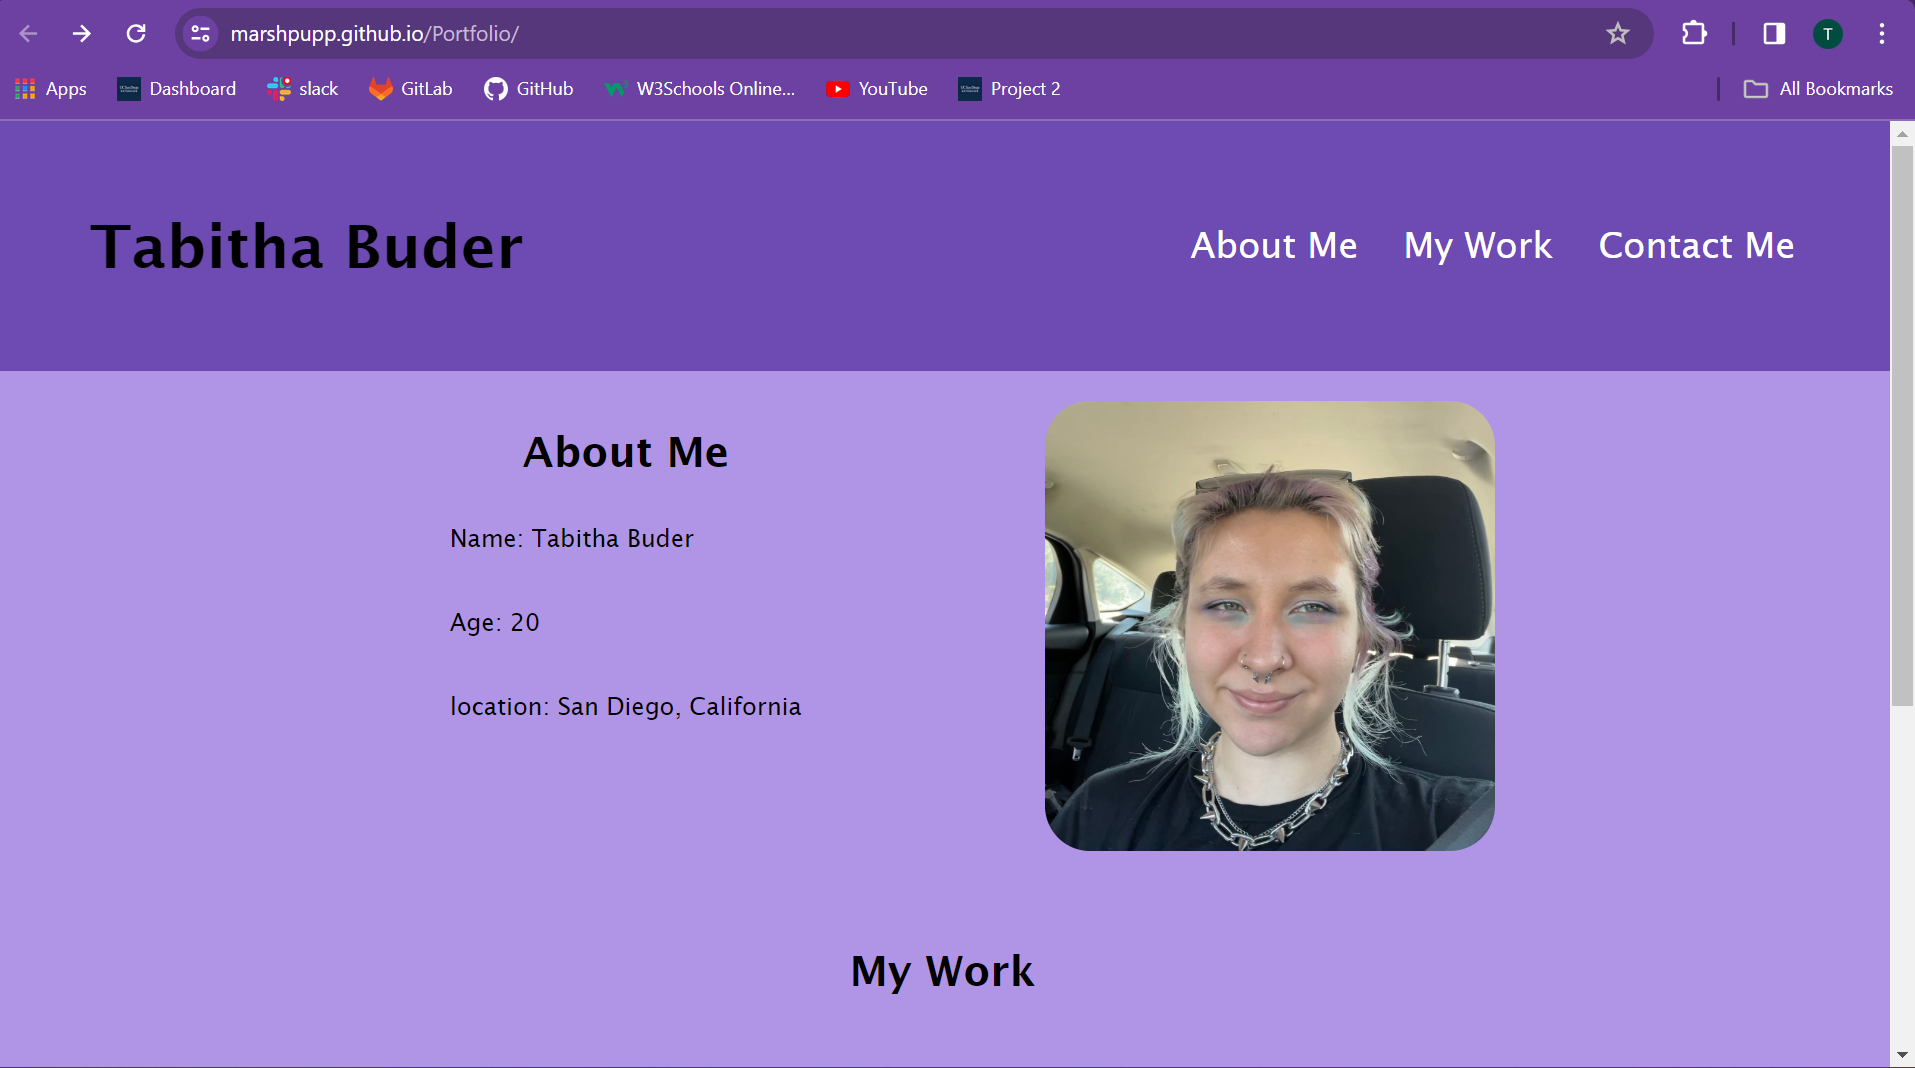 marshpupp.github.io/Portfolio/
T
Apps
Dashboard
slack
GitLab
GitHub
W3Schools Online...
YouTube
Project 2
All Bookmarks
Tabitha Buder
About Me
My Work
Contact Me
About Me
Name: Tabitha Buder
Age: 20
location: San Diego, California
My Work